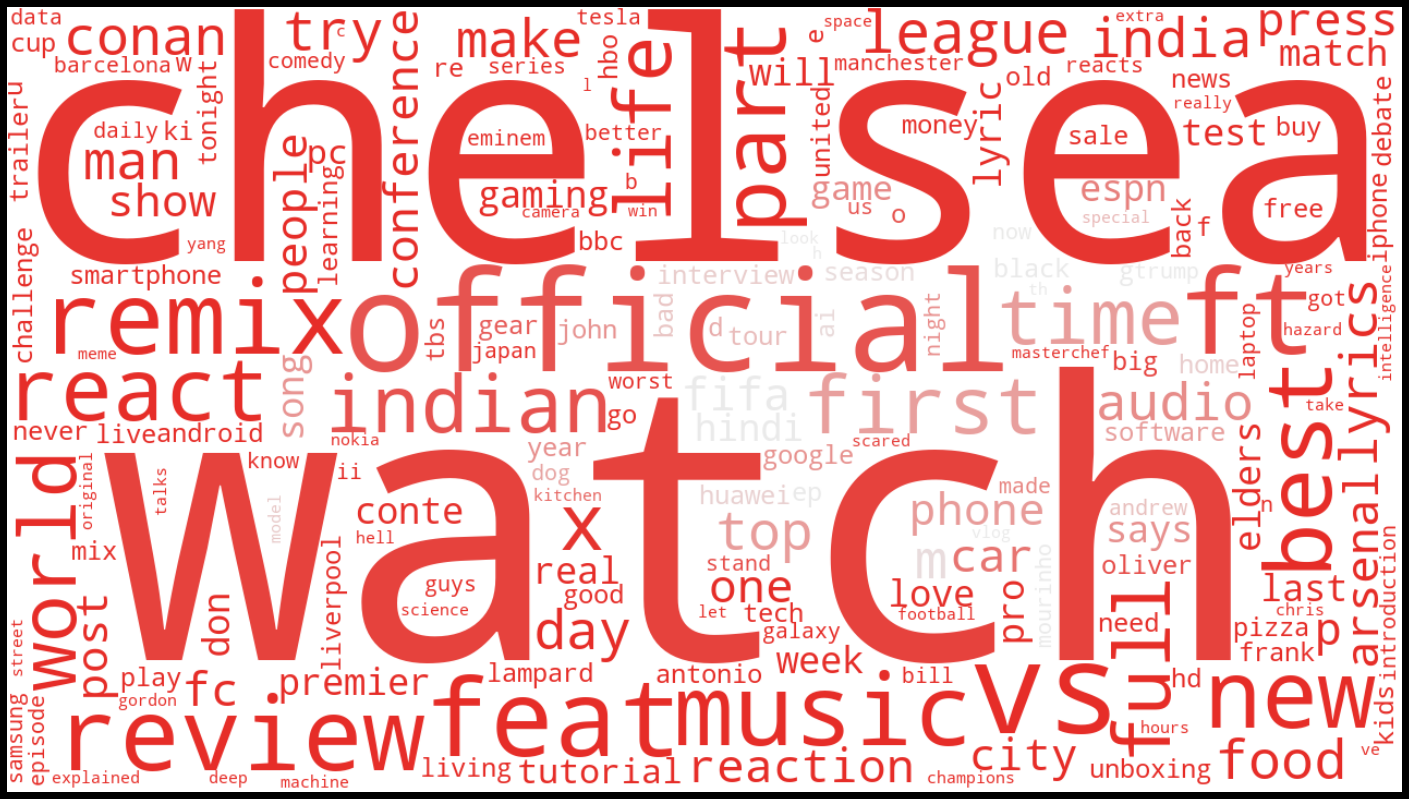 chelsea
watch
official
remix
react
indian
first
time
ft
review
feat
music
vs
new
world
best
full
food
city
reaction
arsenal
lyrics
audio
phone
top
car
m
x
day
one
love
real
conte
week
premier
fc
post
don
tutorial
living
lampard
antonio
bill
unboxing
hd
p
last
pizza
frank
says
oliver
andrew
need
pro
elders
n
software
home
masterchef
big
laptop
got
hazard
years
take
intelligence
introduction
kids
ve
chris
hours
champions
football
galaxy
tech
let
stand
good
guys
science
hell
liverpool
play
gordon
mix
episode
samsung
street
explained
deep
machine
original
talks
model
know
ii
nokia
live
android
never
song
challenge
meme
smartphone
yang
people
learning
conference
pc
man
show
daily
ki
tonight
trailer
u
barcelona
w
cup
data
conan
try
c
comedy
make
re
series
tesla
hbo
l
life
better
eminem
gaming
camera
b
win
bbc
part
will
united
e
space
manchester
league
old
lyric
money
game
us
o
espn
special
sale
reacts
extra
india
press
match
news
really
test
buy
debate
iphone
free
f
back
now
black
th
gtrump
look
h
season
interview
bad
d
tour
ai
night
john
gear
japan
tbs
worst
go
fifa
hindi
google
scared
year
dog
kitchen
huawei
ep
made
vlog
mourinho